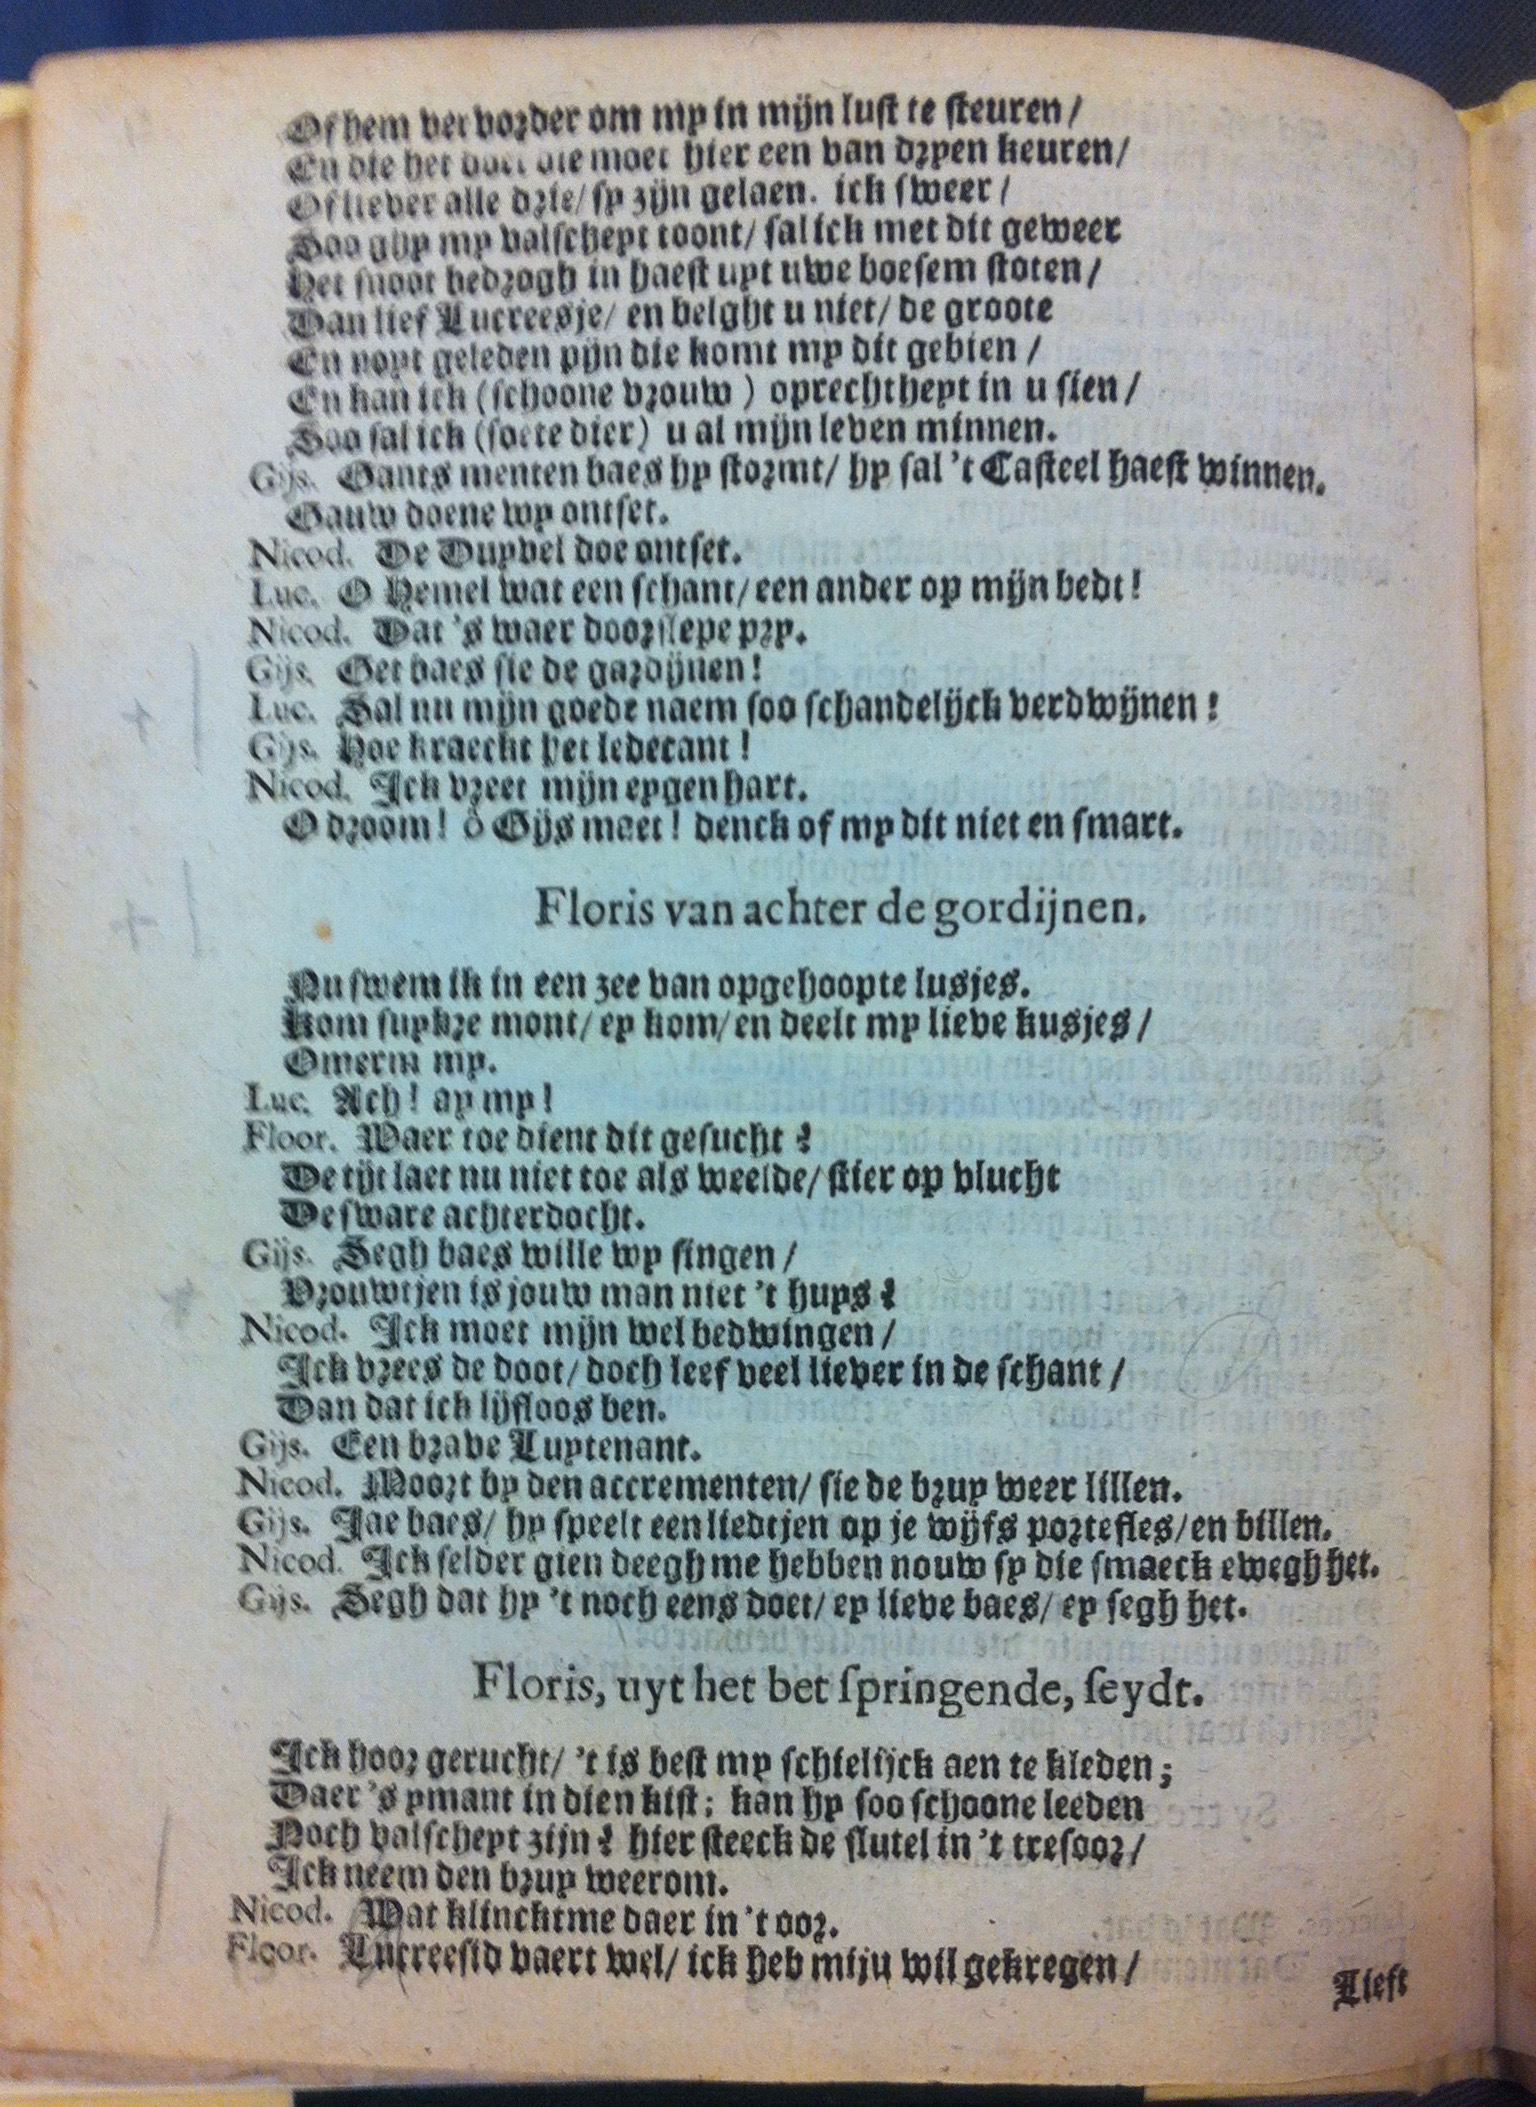 Of hem vervorder om my in mijn lust te steuren/
En die het doet die moet hier een van dryen keuren/
Of liever alle drie/ sy zijn gelaen. ick sweer/
Soo ghy my valscheyt toont/ sal ick met dit geweer
Het snoot bedrogh in haest uyt uwe boesem stoten/
Dan lief Lucreesje/ en belght u niet/ de groote
En noyt geleden pijn die komt my dit gebien/
En kan ick (schoone vrouw) oprechtheyt in u sien/
Soo sal ick (soete dier) u al mijn leven minnen.
Gijs. Gants menten baes hy stormt/ hy sal 't Casteel haest winnen.
Gauw doene wy ontset.
Nicod. De Duyvel doe ontset.
Luc. O Hemel wat een schant/ een ander op mijn bedt!
Nicod. Dat 's waer doorslepe pry.
Gijs. Get baes sie de gardijnen!
Luc. Sal nu mijn goede naem soo schandelijck verdwijnen!
Gijs. Hoe kraeckt het ledecant!
Nicod. Ick vreet mijn eygen hart.
O droom! ô Gijs maet! denck of my dit niet en smart.
Floris van achter de gordijnen.
Nu swem ik in een zee van opgehoopte lusjes.
Kom suykre mont/ ey kom/ en deelt my lieve kusjes/
Omerm my.
Luc. Ach! ay my!
Floor. Waer toe dient dit gesucht?
De tijt laet nu niet toe als weelde/ stier op vlucht
De sware achterdocht.
Gijs. Segh baes wille wy singen/
Vrouwtjen is jouw man niet 't huys?
Nicod. Ick moet mijn wel bedwingen/
Ick vrees de doot/ doch leef veel liever in de schant/
Dan dat ick lijfloos ben.
Gijs. Een brave Luytenant.
Nicod. Moort by den accrementen/ sie de bruy weer lillen.
Gijs. Jae baes/ hy speelt een liedtjen op je wijfs portefles/ en billen.
Nicod. Ick selder gien deegh me hebben nouw sy die smaeck ewegh het.
Gijs. Segh dat hy 't noch eens doet/ ey lieve baes/ ey segh het.
Floris, uyt het bet springende, seydt.
Ick hoor gerucht/ 't is best my schielijck aen te kleden;
Daer 's ymant in dien kist; kan hy soo schoone leeden
Noch valscheyt zijn? hier steeck de slutel in 't tresoor/
Ick neem den bruy weerom.
Nicod. Wat klinckt me daer in 't oor.
Floor. Lucreesid vaert wel/ ick heb miju wil gekregen/
Lieft